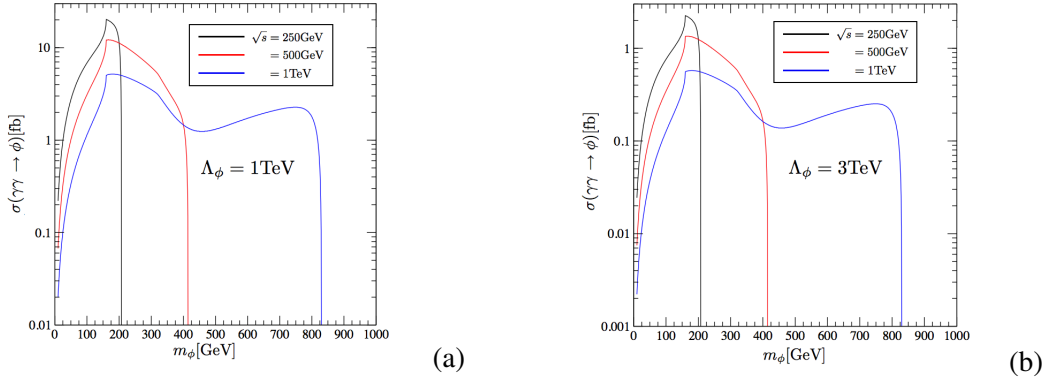 σ(γγ → ϕ)[fb]
10
1
0.1
0.01
√s = 250GeV
= 500GeV
= 1TeV
Λϕ = 1TeV
0 100 200 300 400 500 600 700 800 900 1000
mϕ[GeV]
(a)
σ(γγ → ϕ)[fb]
1
0.1
0.01
0.001
√s = 250GeV
= 500GeV
= 1TeV
Λϕ = 3TeV
0 100 200 300 400 500 600 700 800 900 1000
mϕ[GeV]
(b)